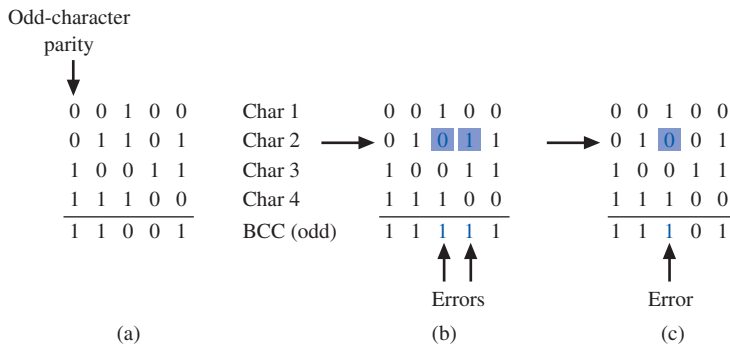 Odd-character
parity
0 0 1 0 0 Char 1 0 0 1 0 0 0 0 1 0 0
0 1 1 0 1 Char 2 0 1 0 1 1 0 1 0 0 1
1 0 0 1 1 Char 3 1 0 0 1 1 1 0 0 1 1
1 1 1 0 0 Char 4 1 1 1 0 0 1 1 1 0 0
1 1 0 0 1 BCC (odd) 1 1 1 1 1 1 1 1 0 1
Errors Error
(a) (b) (c)